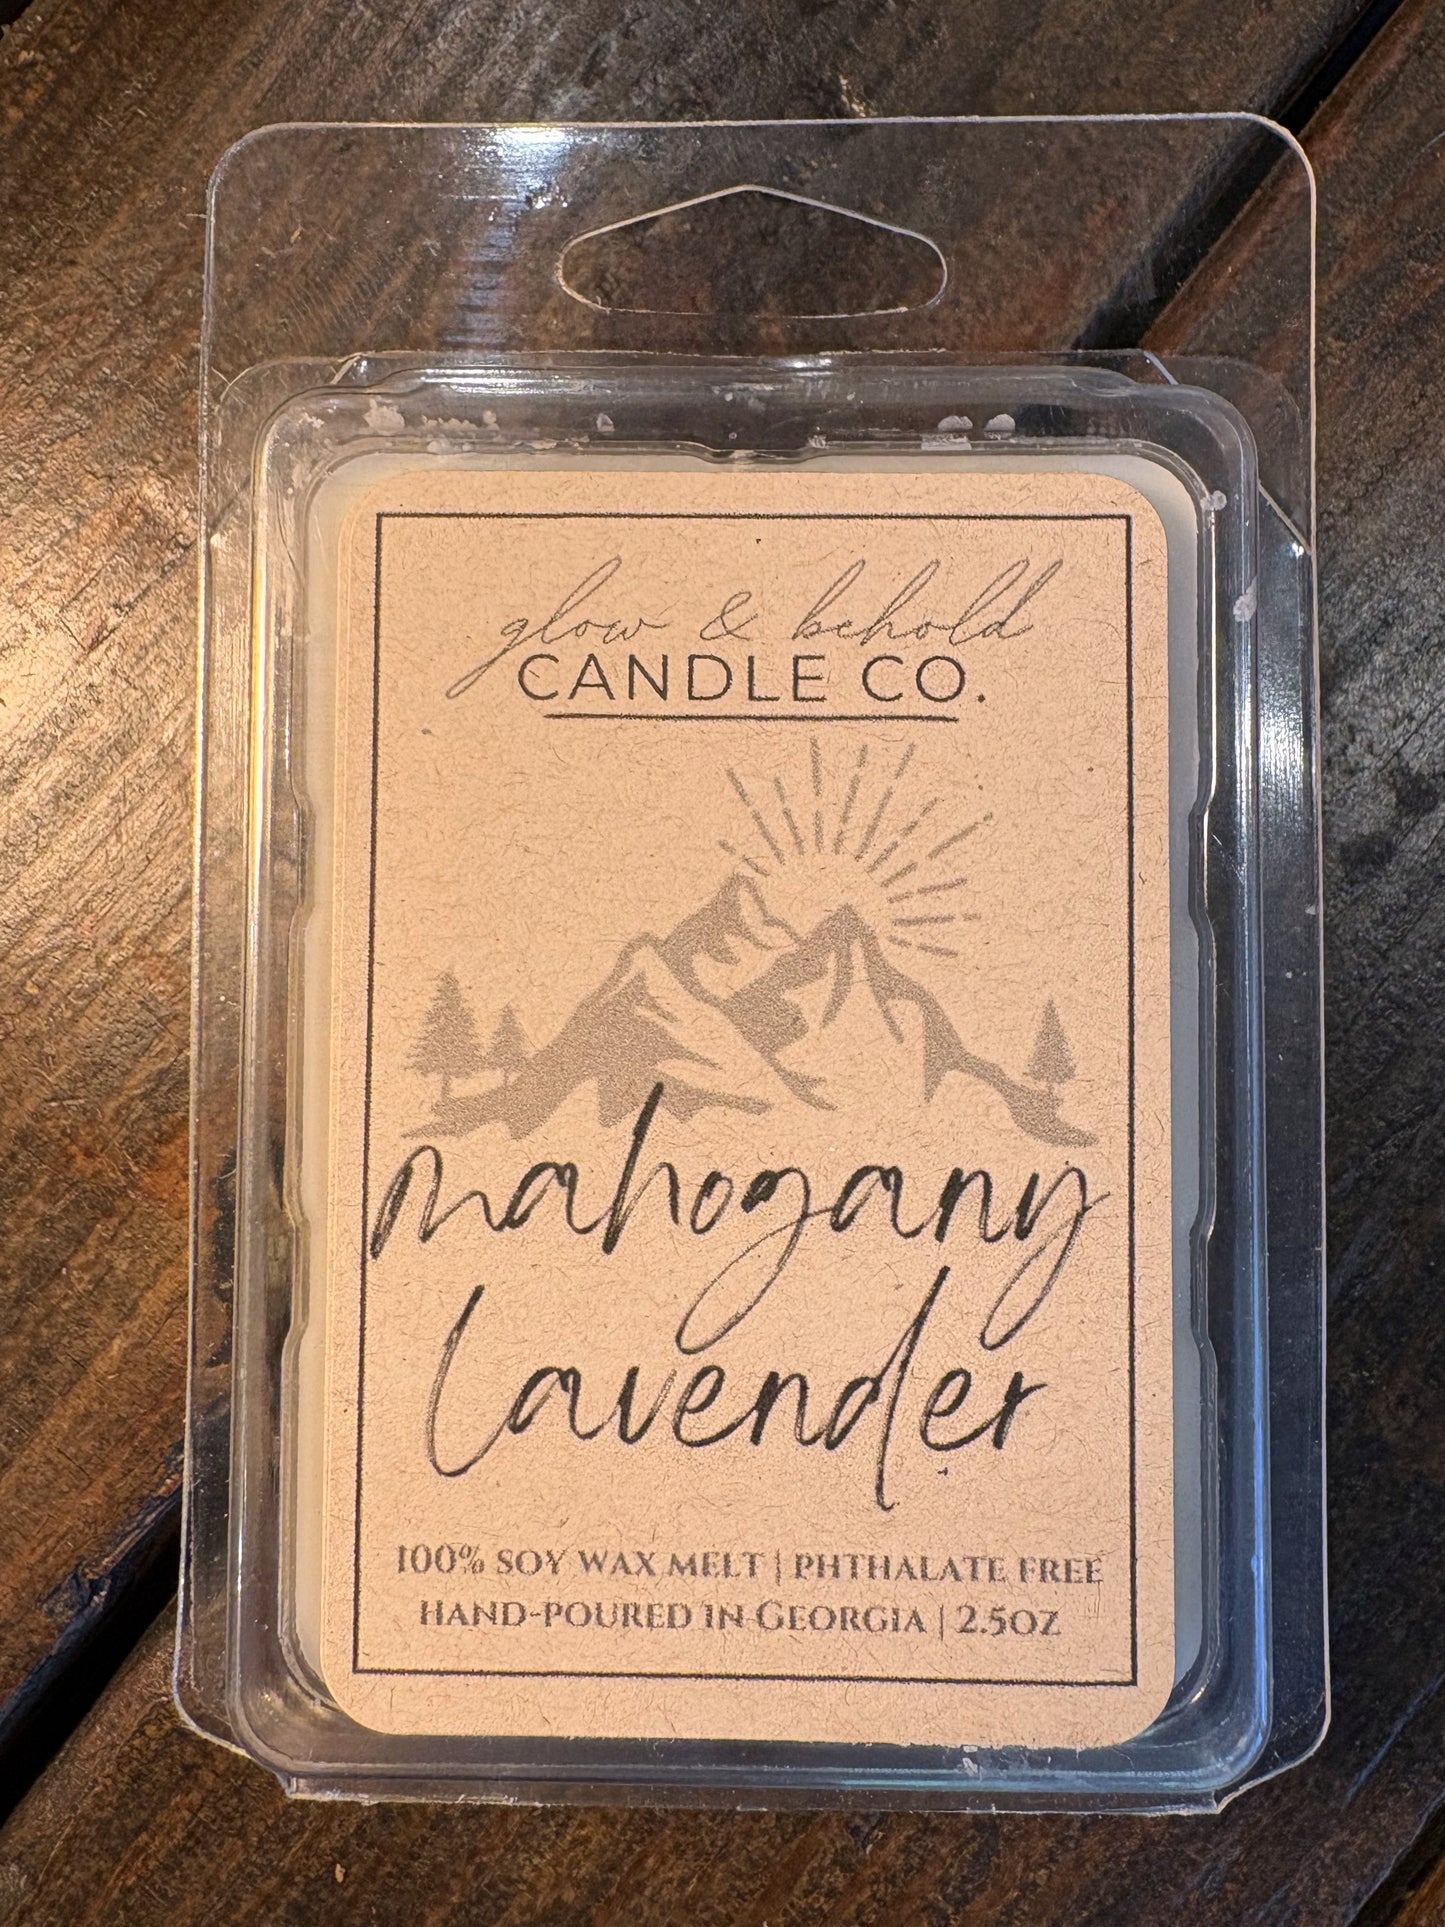 glow & behold
CANDLE CO.
mahogany
lavender
100% SOY WAX MELT | PHTHALATE FREE
HAND-POURED IN GEORGIA | 2.5OZ